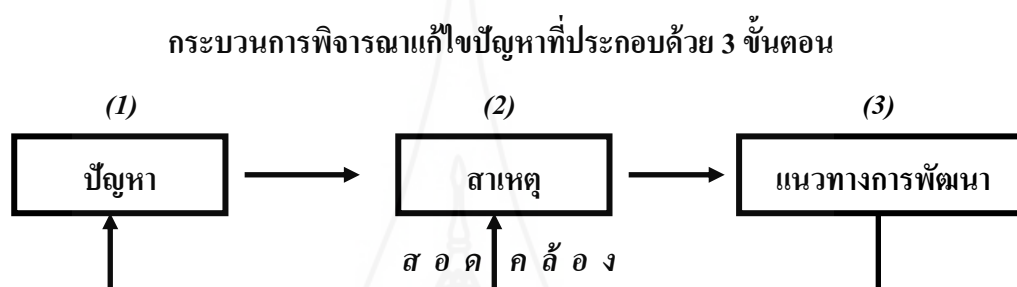 กระบวนการพิจารณาแก้ไขปัญหาที่ประกอบด้วย 3 ขั้นตอน
(1) (2) (3)
ปัญหา สาเหตุ แนวทางการพัฒนา
ส อ ด ค ล้ อ ง